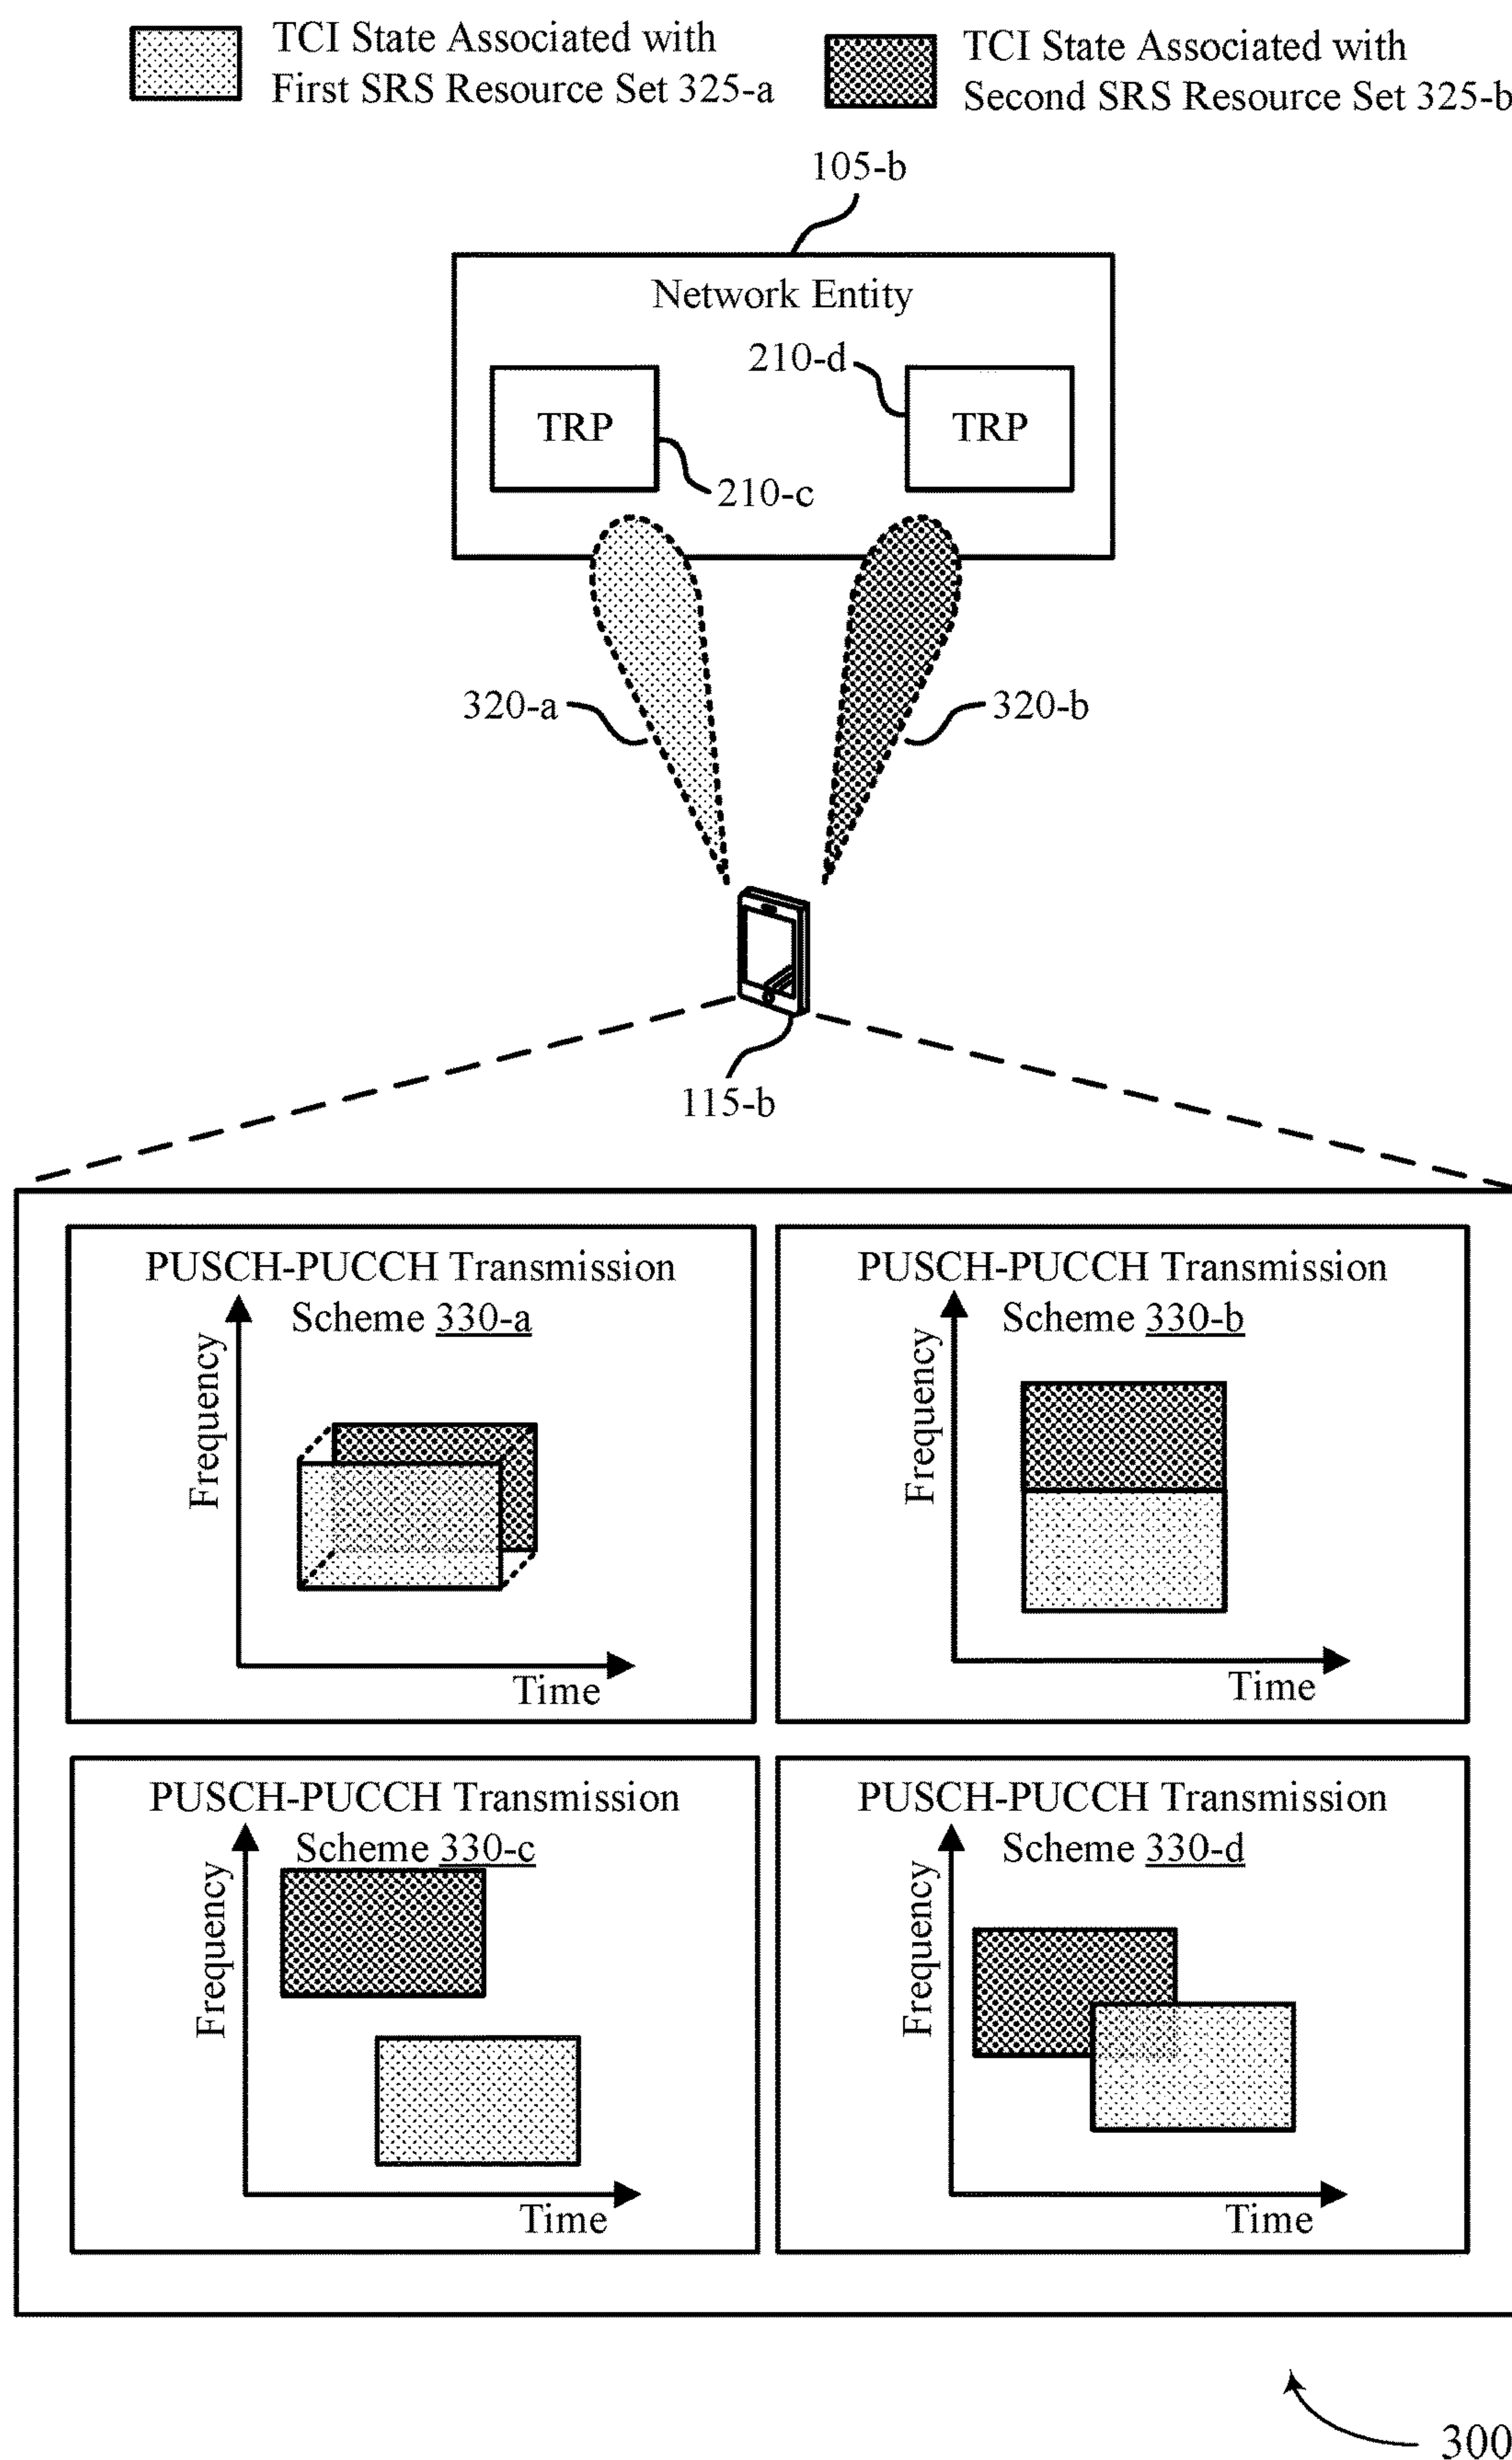 TCI State Associated with
First SRS Resource Set 325-a
TCI State Associated with
Second SRS Resource Set 325-b
105-b
Network Entity
210-d
TRP
TRP
210-c
320-a
320-b
115-b
PUSCH-PUCCH Transmission
Scheme 330-a
Frequency
Time
PUSCH-PUCCH Transmission
Scheme 330-b
Frequency
Time
PUSCH-PUCCH Transmission
Scheme 330-c
Frequency
Time
PUSCH-PUCCH Transmission
Scheme 330-d
Frequency
Time
300